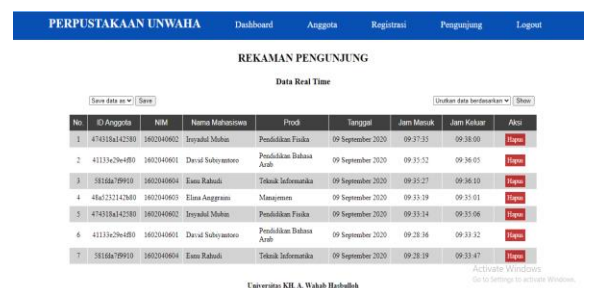 PERPUSTAKAAN UNWAHA Dashboard Anggota Registrasi Pengunjung Logout
REKAMAN PENGUNJUNG
Data Real Time
Save data as Save Urutkan data berdasarkan Show
No. ID Anggota NIM Nama Mahasiswa Prodi Tanggal Jam Masuk Jam Keluar Aksi
1 474318a142580 1602040602 Irsyadul Mobin Pendidikan Fisika 09 September 2020 09:37:35 09:38:00 Hapus
2 41133e29e4f80 1602040601 David Subiyantoro Pendidikan Bahasa Arab 09 September 2020 09:35:52 09:36:05 Hapus
3 5816fa7f9910 1602040604 Esna Rahudi Teknik Informatika 09 September 2020 09:35:27 09:36:10 Hapus
4 48a5232142b80 1602040603 Elina Anggraini Manajemen 09 September 2020 09:33:19 09:35:01 Hapus
5 474318a142580 1602040602 Irsyadul Mobin Pendidikan Fisika 09 September 2020 09:33:14 09:35:06 Hapus
6 41133e29e4f80 1602040601 David Subiyantoro Pendidikan Bahasa Arab 09 September 2020 09:28:36 09:33:32 Hapus
7 5816fa7f9910 1602040604 Esna Rahudi Teknik Informatika 09 September 2020 09:28:19 09:33:47 Hapus
Activate Windows
Go to Settings to activate Windows.
Universitas KH. A. Wahab Hasbulloh